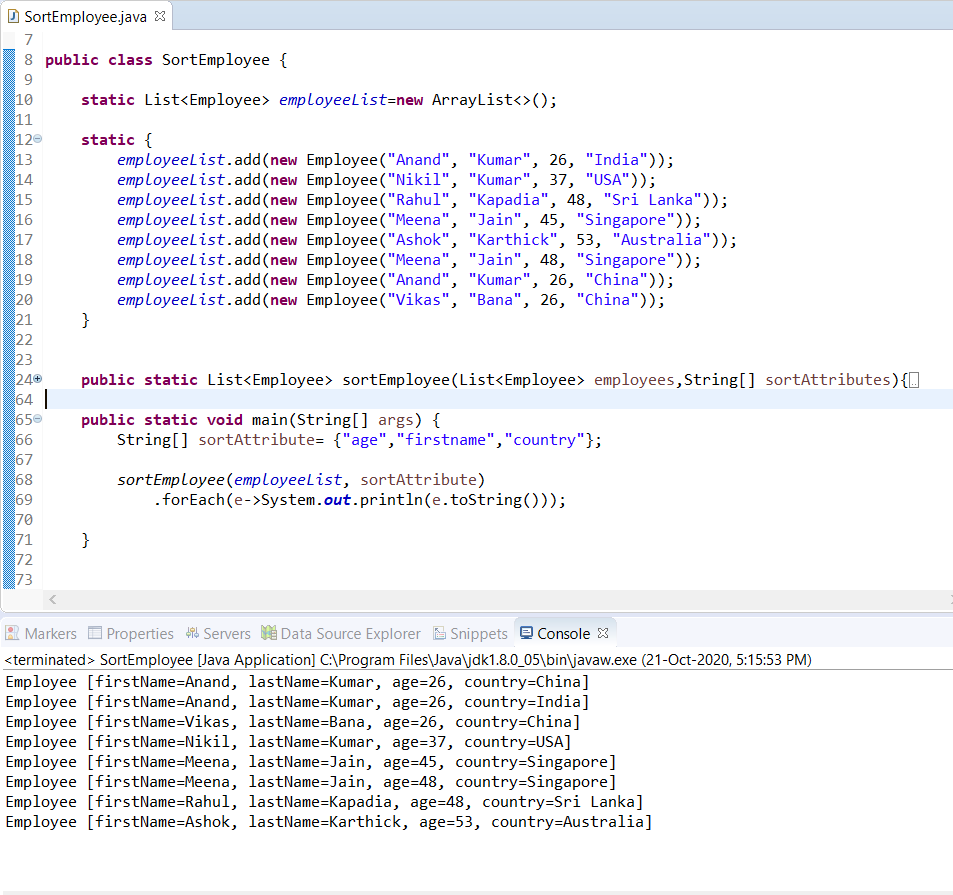 SortEmployee.java
7
8 public class SortEmployee {
9
10 static List<Employee> employeeList=new ArrayList<>();
11
12 static {
13 employeeList.add(new Employee("Anand", "Kumar", 26, "India"));
14 employeeList.add(new Employee("Nikil", "Kumar", 37, "USA"));
15 employeeList.add(new Employee("Rahul", "Kapadia", 48, "Sri Lanka"));
16 employeeList.add(new Employee("Meena", "Jain", 45, "Singapore"));
17 employeeList.add(new Employee("Ashok", "Karthick", 53, "Australia"));
18 employeeList.add(new Employee("Meena", "Jain", 48, "Singapore"));
19 employeeList.add(new Employee("Anand", "Kumar", 26, "China"));
20 employeeList.add(new Employee("Vikas", "Bana", 26, "China"));
21 }
22
23
24 public static List<Employee> sortEmployee(List<Employee> employees,String[] sortAttributes){
64
65 public static void main(String[] args) {
66 String[] sortAttribute= {"age","firstname","country"};
67
68 sortEmployee(employeeList, sortAttribute)
69 .forEach(e->System.out.println(e.toString()));
70
71 }
72
73
Markers Properties Servers Data Source Explorer Snippets Console
<terminated> SortEmployee [Java Application] C:\Program Files\Java\jdk1.8.0_05\bin\javaw.exe (21-Oct-2020, 5:15:53 PM)
Employee [firstName=Anand, lastName=Kumar, age=26, country=China]
Employee [firstName=Anand, lastName=Kumar, age=26, country=India]
Employee [firstName=Vikas, lastName=Bana, age=26, country=China]
Employee [firstName=Nikil, lastName=Kumar, age=37, country=USA]
Employee [firstName=Meena, lastName=Jain, age=45, country=Singapore]
Employee [firstName=Meena, lastName=Jain, age=48, country=Singapore]
Employee [firstName=Rahul, lastName=Kapadia, age=48, country=Sri Lanka]
Employee [firstName=Ashok, lastName=Karthick, age=53, country=Australia]